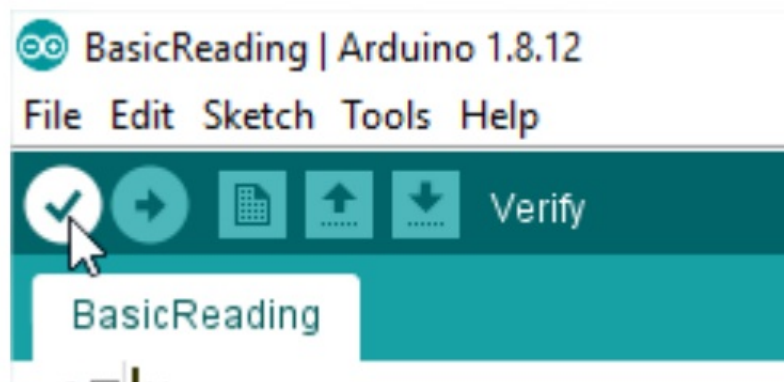 BasicReading | Arduino 1.8.12
File Edit Sketch Tools Help
Verify
BasicReading